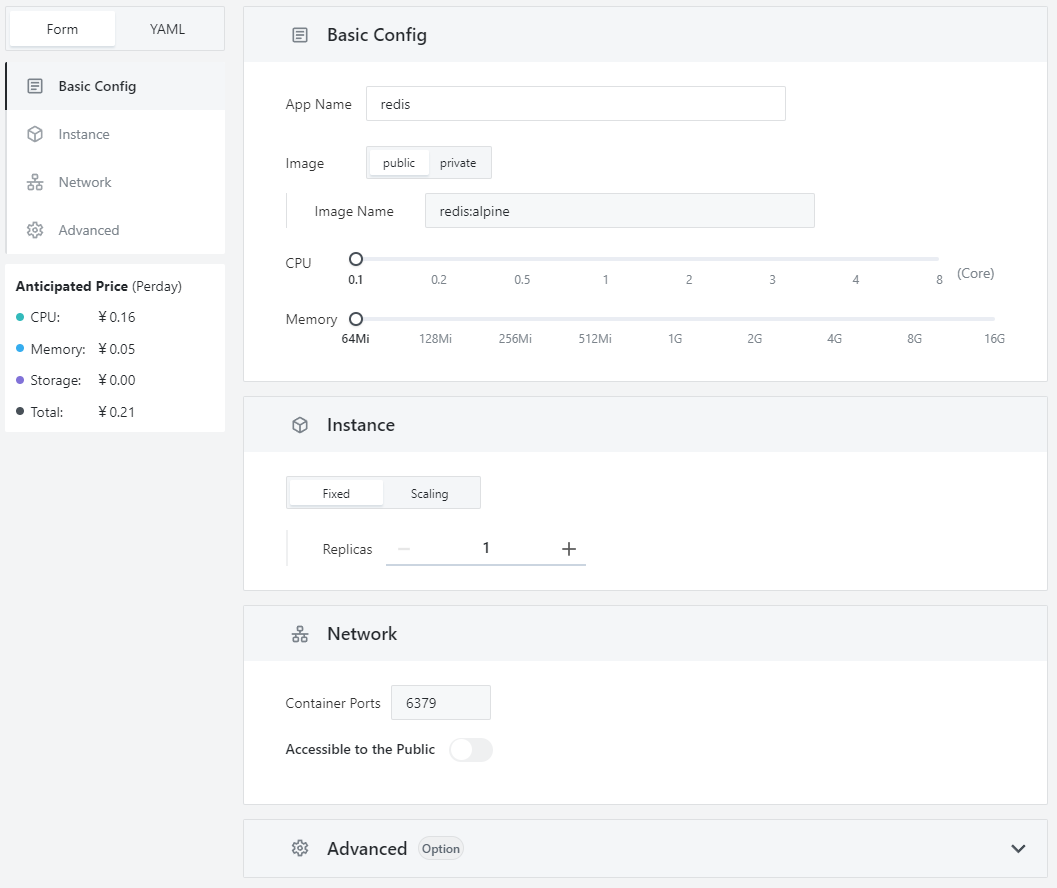 Form YAML
Basic Config
Instance
Network
Advanced
Anticipated Price (Perday)
CPU: ¥ 0.16
Memory: ¥ 0.05
Storage: ¥ 0.00
Total: ¥ 0.21
Basic Config
App Name redis
Image public private
Image Name redis:alpine
CPU
0.1 0.2 0.5 1 2 3 4 8 (Core)
Memory
64Mi 128Mi 256Mi 512Mi 1G 2G 4G 8G 16G
Instance
Fixed Scaling
Replicas 1
Network
Container Ports 6379
Accessible to the Public
Advanced Option